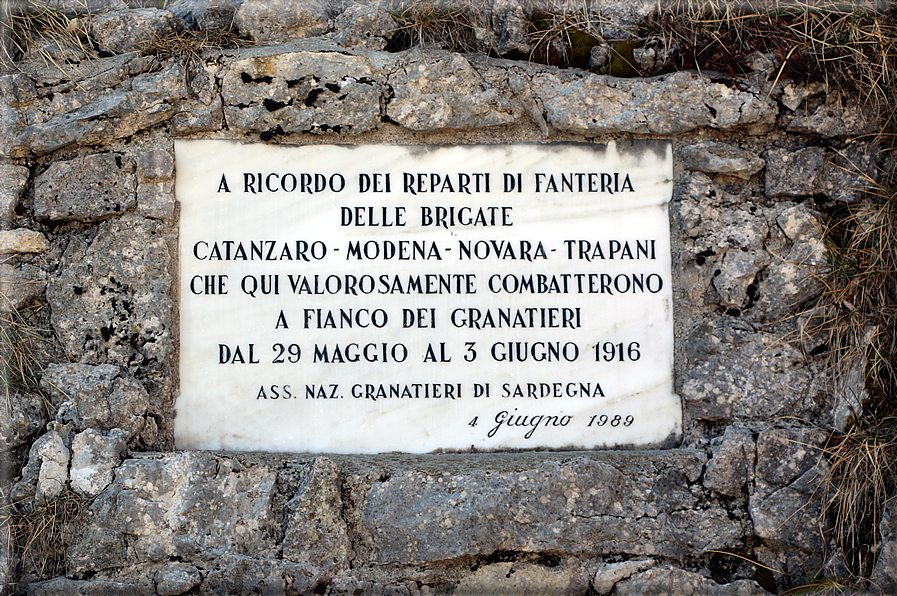 A RICORDO DEI REPARTI DI FANTERIA
DELLE BRIGATE
CATANZARO - MODENA - NOVARA - TRAPANI
CHE QUI VALOROSAMENTE COMBATTERONO
A FIANCO DEI GRANATIERI
DAL 29 MAGGIO AL 3 GIUGNO 1916
ASS. NAZ. GRANATIERI DI SARDEGNA
4 Giugno 1989